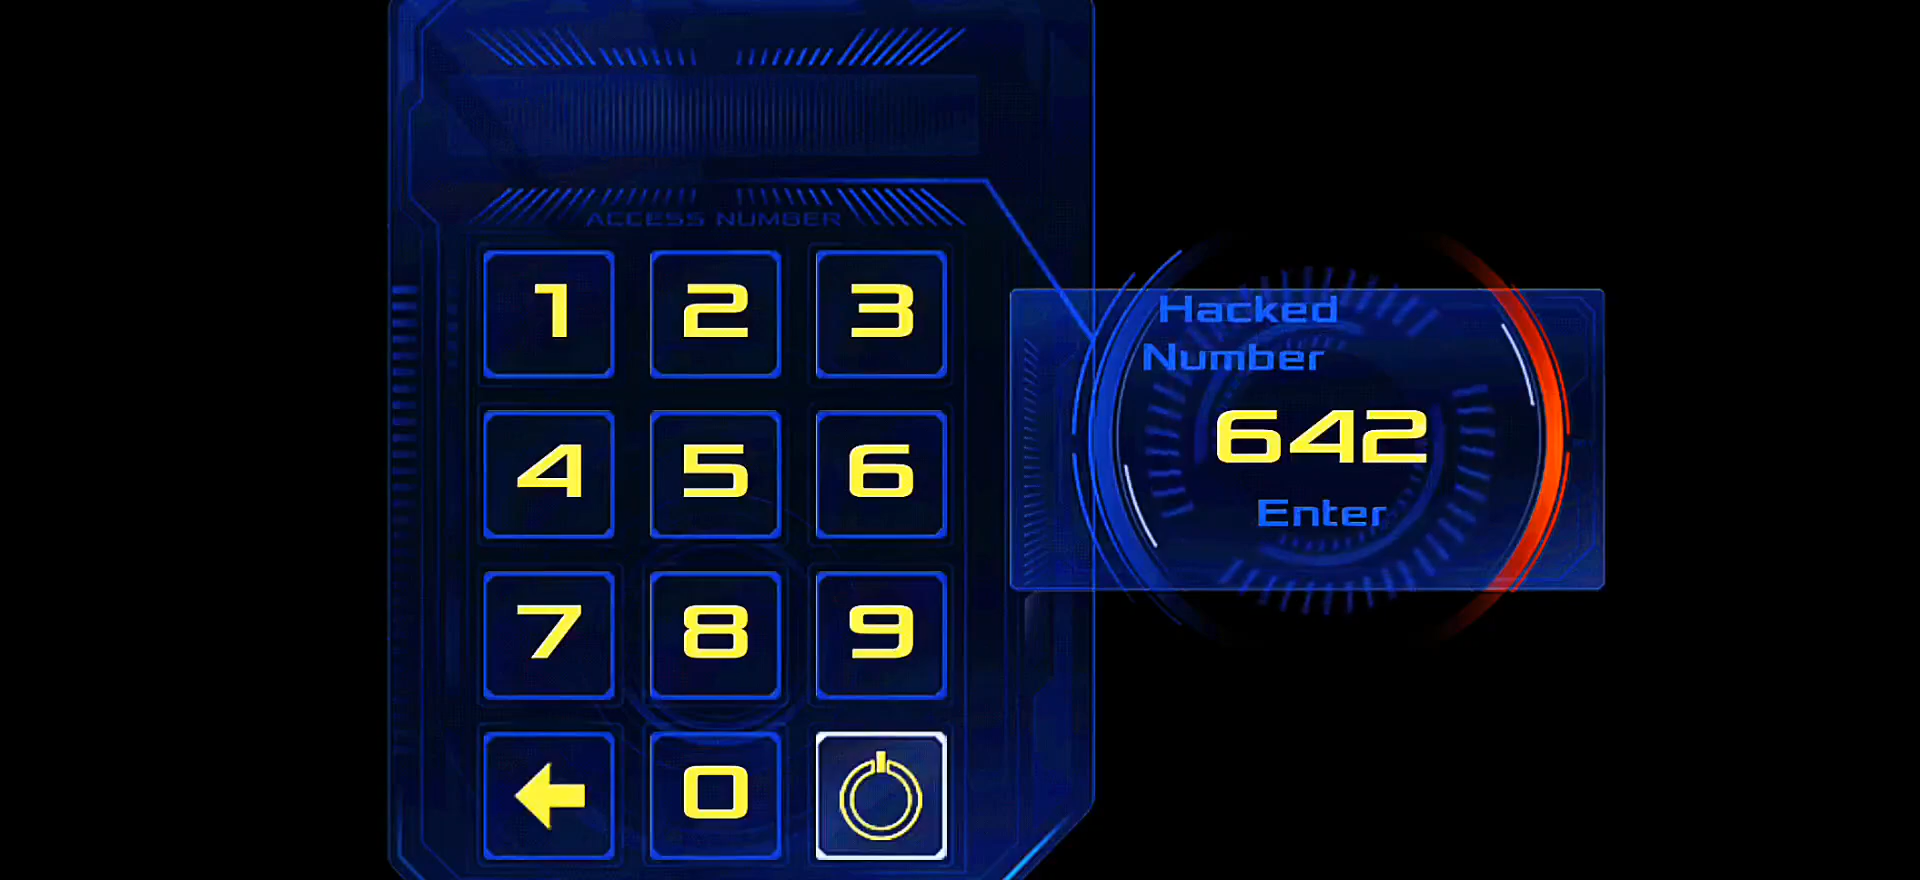 ACCESS NUMBER
1 2 3
4 5 6
7 8 9
0
Hacked
Number
642
Enter